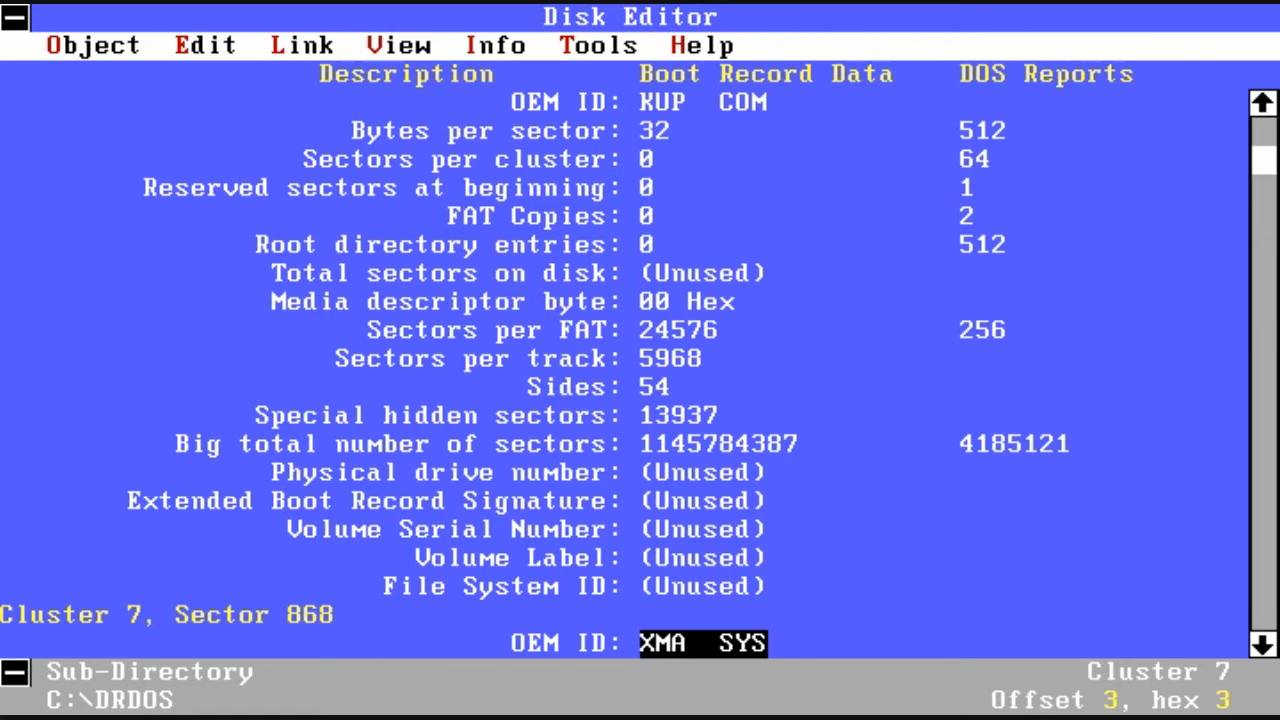 Disk Editor
Object Edit Link View Info Tools Help
Description Boot Record Data DOS Reports
OEM ID: KUP COM
Bytes per sector: 32 512
Sectors per cluster: 0 64
Reserved sectors at beginning: 0 1
FAT Copies: 0 2
Root directory entries: 0 512
Total sectors on disk: (Unused)
Media descriptor byte: 00 Hex
Sectors per FAT: 24576 256
Sectors per track: 5968
Sides: 54
Special hidden sectors: 13937
Big total number of sectors: 1145784387 4185121
Physical drive number: (Unused)
Extended Boot Record Signature: (Unused)
Volume Serial Number: (Unused)
Volume Label: (Unused)
File System ID: (Unused)
Cluster 7, Sector 868
OEM ID: XMA SYS
Sub-Directory Cluster 7
C:\DRDOS Offset 3, hex 3